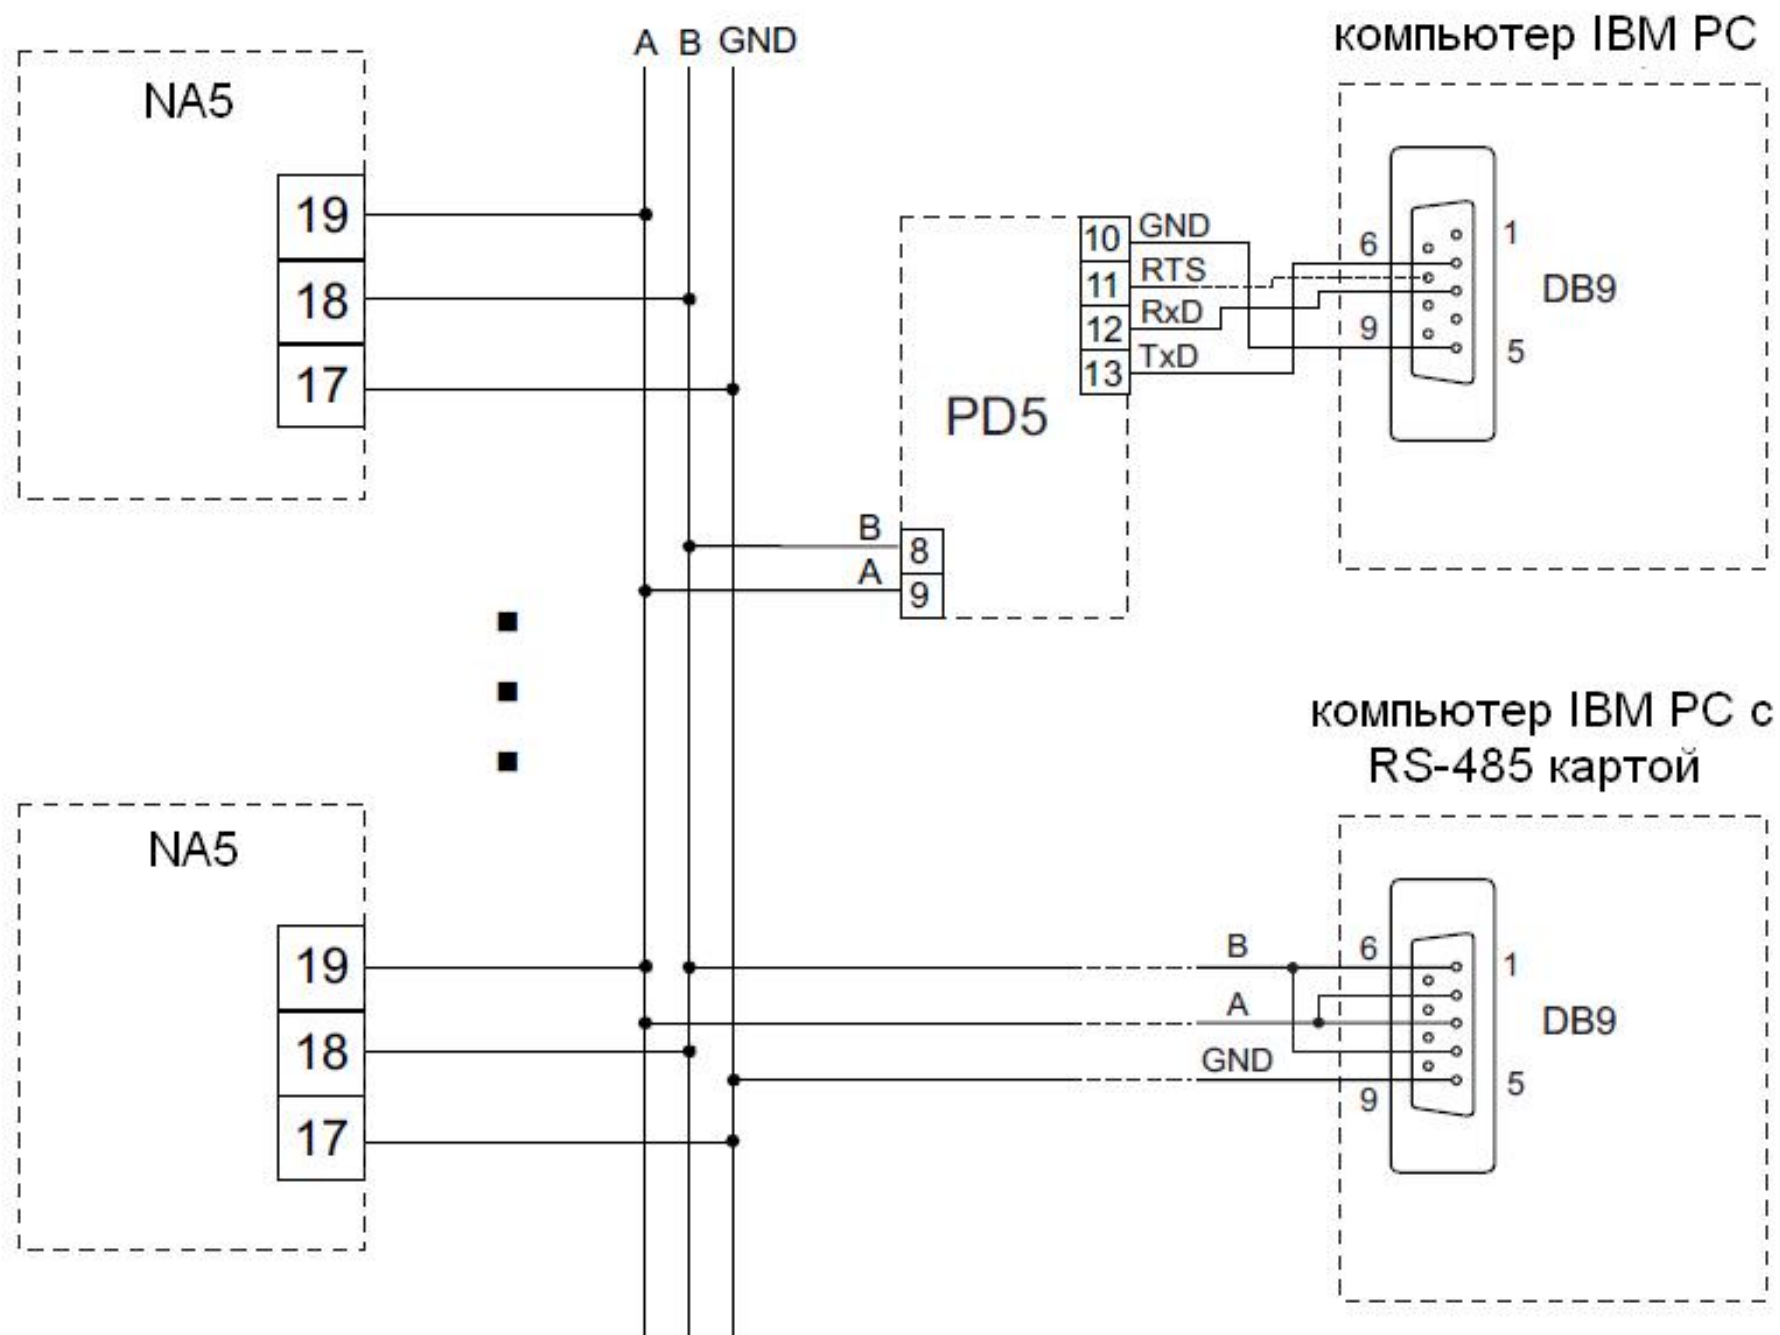 A B GND
NA5
19
18
17
компьютер IBM PC
10 GND
11 RTS
12 RxD
13 TxD
PD5
B 8
A 9
6
9
1
5
DB9
компьютер IBM PC с
RS-485 картой
NA5
19
18
17
B
A
GND
6
9
1
5
DB9